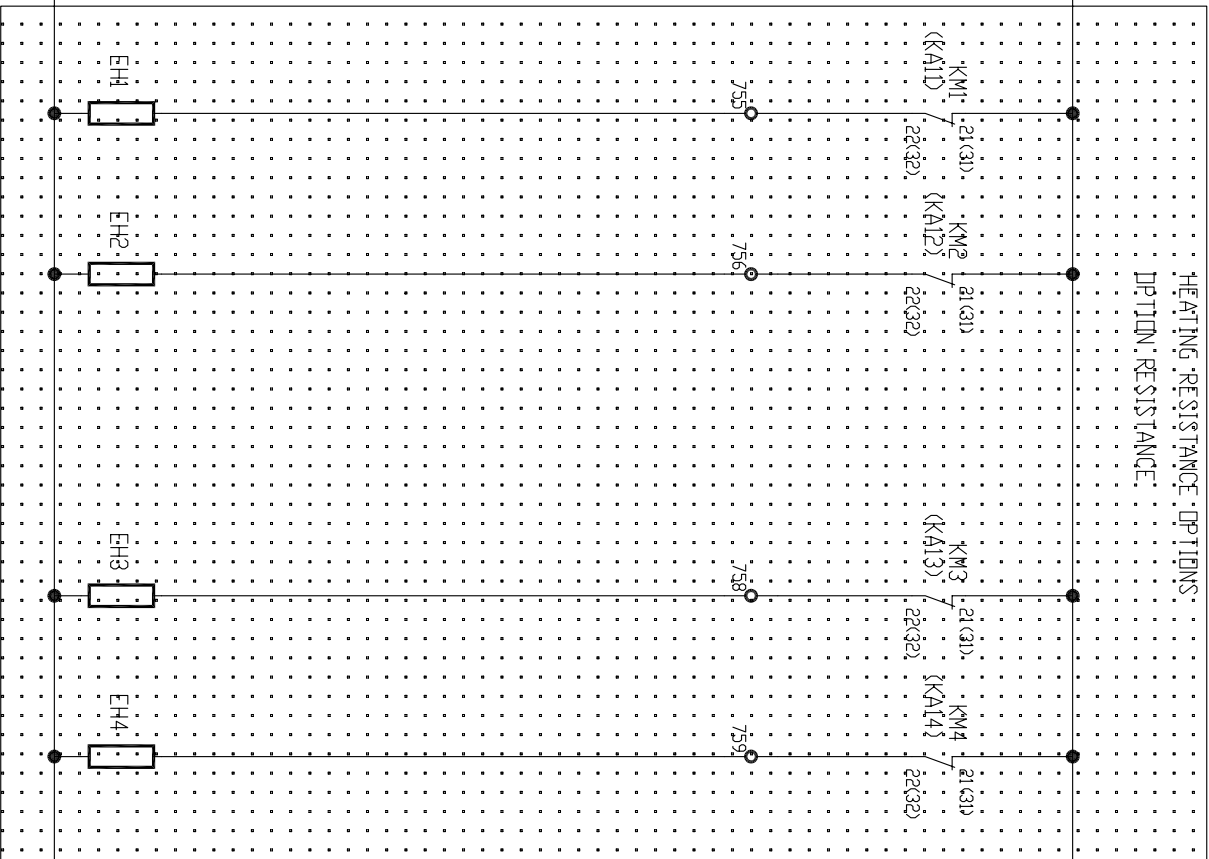 HEATING RESISTANCE OPTIONS
OPTION RESISTANCE
KM1
(KA11)
21(31)
22(32)
KM2
(KA12)
21(31)
22(32)
KM3
(KA13)
21(31)
22(32)
KM4
(KA14)
21(31)
22(32)
755
756
758
759
EH1
EH2
EH3
EH4